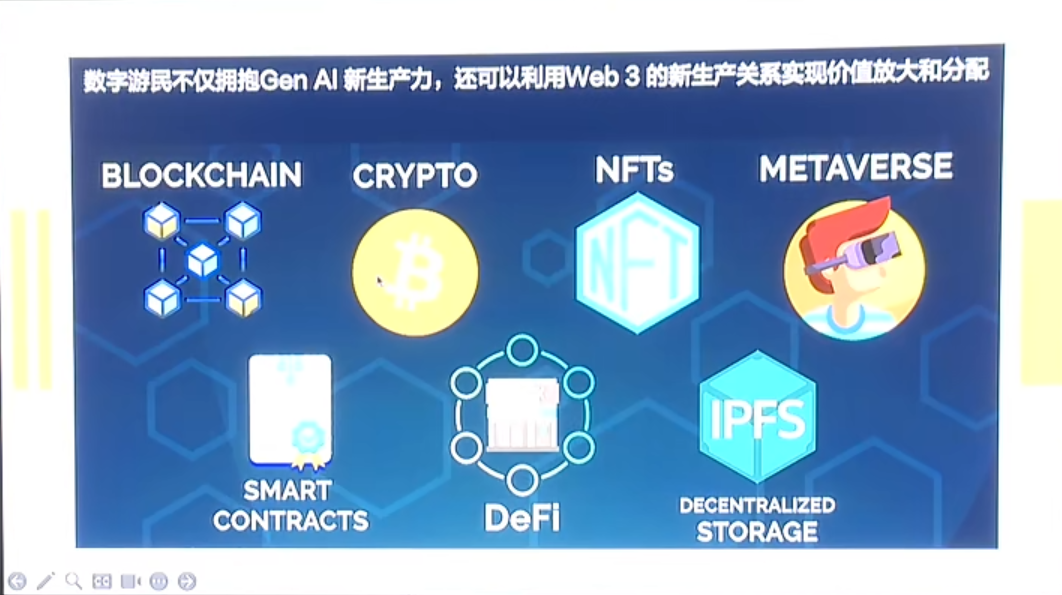 数字游民不仅拥抱Gen AI 新生产力，还可以利用Web 3 的新生产关系实现价值放大和分配
BLOCKCHAIN
CRYPTO
NFTs
METAVERSE
NFT
IPFS
SMART
CONTRACTS
DeFi
DECENTRALIZED
STORAGE
CC